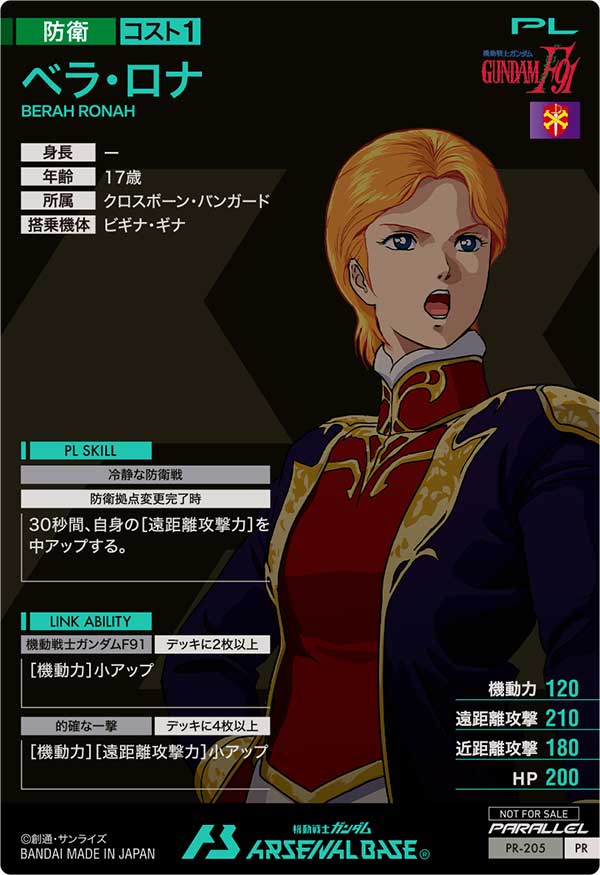 防衛 コスト1 PL
ベラ・ロナ
BERAH RONAH
機動戦士ガンダム
GUNDAM F91
身長 ―
年齢 17歳
所属 クロスボーン・バンガード
搭乗機体 ビギナ・ギナ
PL SKILL
冷静な防衛戦
防衛拠点変更完了時
30秒間、自身の[遠距離攻撃力]を
中アップする。
LINK ABILITY
機動戦士ガンダムF91 デッキに2枚以上
[機動力]小アップ
的確な一撃 デッキに4枚以上
[機動力][遠距離攻撃力]小アップ
機動力 120
遠距離攻撃 210
近距離攻撃 180
HP 200
©創通・サンライズ
BANDAI MADE IN JAPAN
機動戦士ガンダム
AB ARSENAL BASE ®
NOT FOR SALE
PARALLEL
PR-205 PR